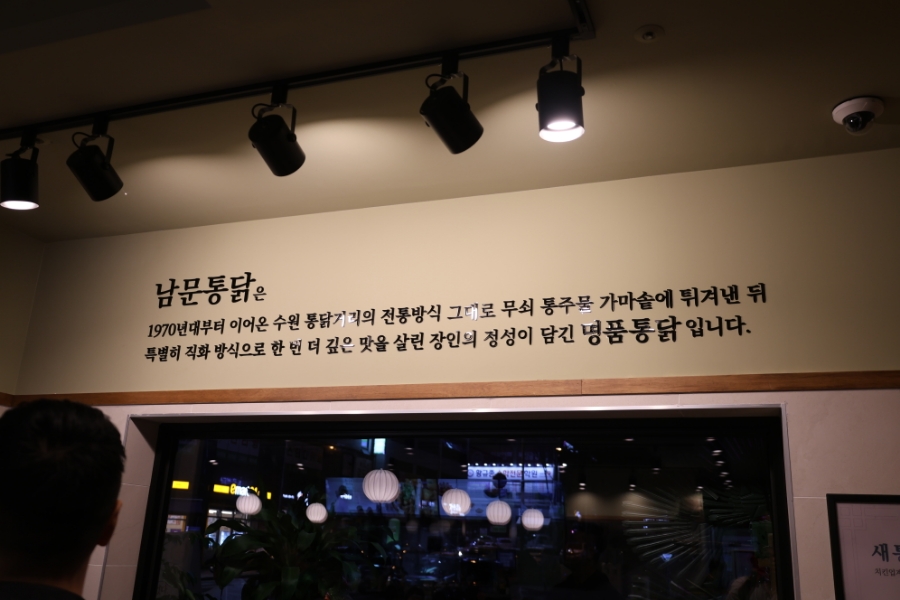 남문통닭은
1970년대부터 이어온 수원 통닭거리의 전통방식 그대로 무쇠 통주물 가마솥에 튀겨낸 뒤
특별히 직화 방식으로 한 번 더 깊은 맛을 살린 장인의 정성이 담긴 명품통닭 입니다.
새